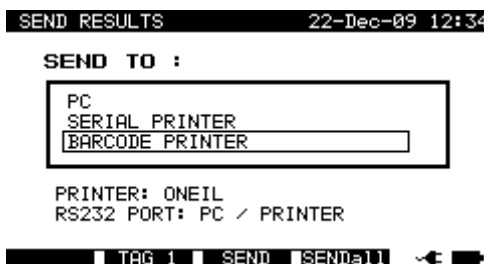 SEND RESULTS 22-Dec-09 12:34
SEND TO :
PC
SERIAL PRINTER
BARCODE PRINTER
PRINTER: ONEIL
RS232 PORT: PC / PRINTER
TAG 1 SEND SENDall